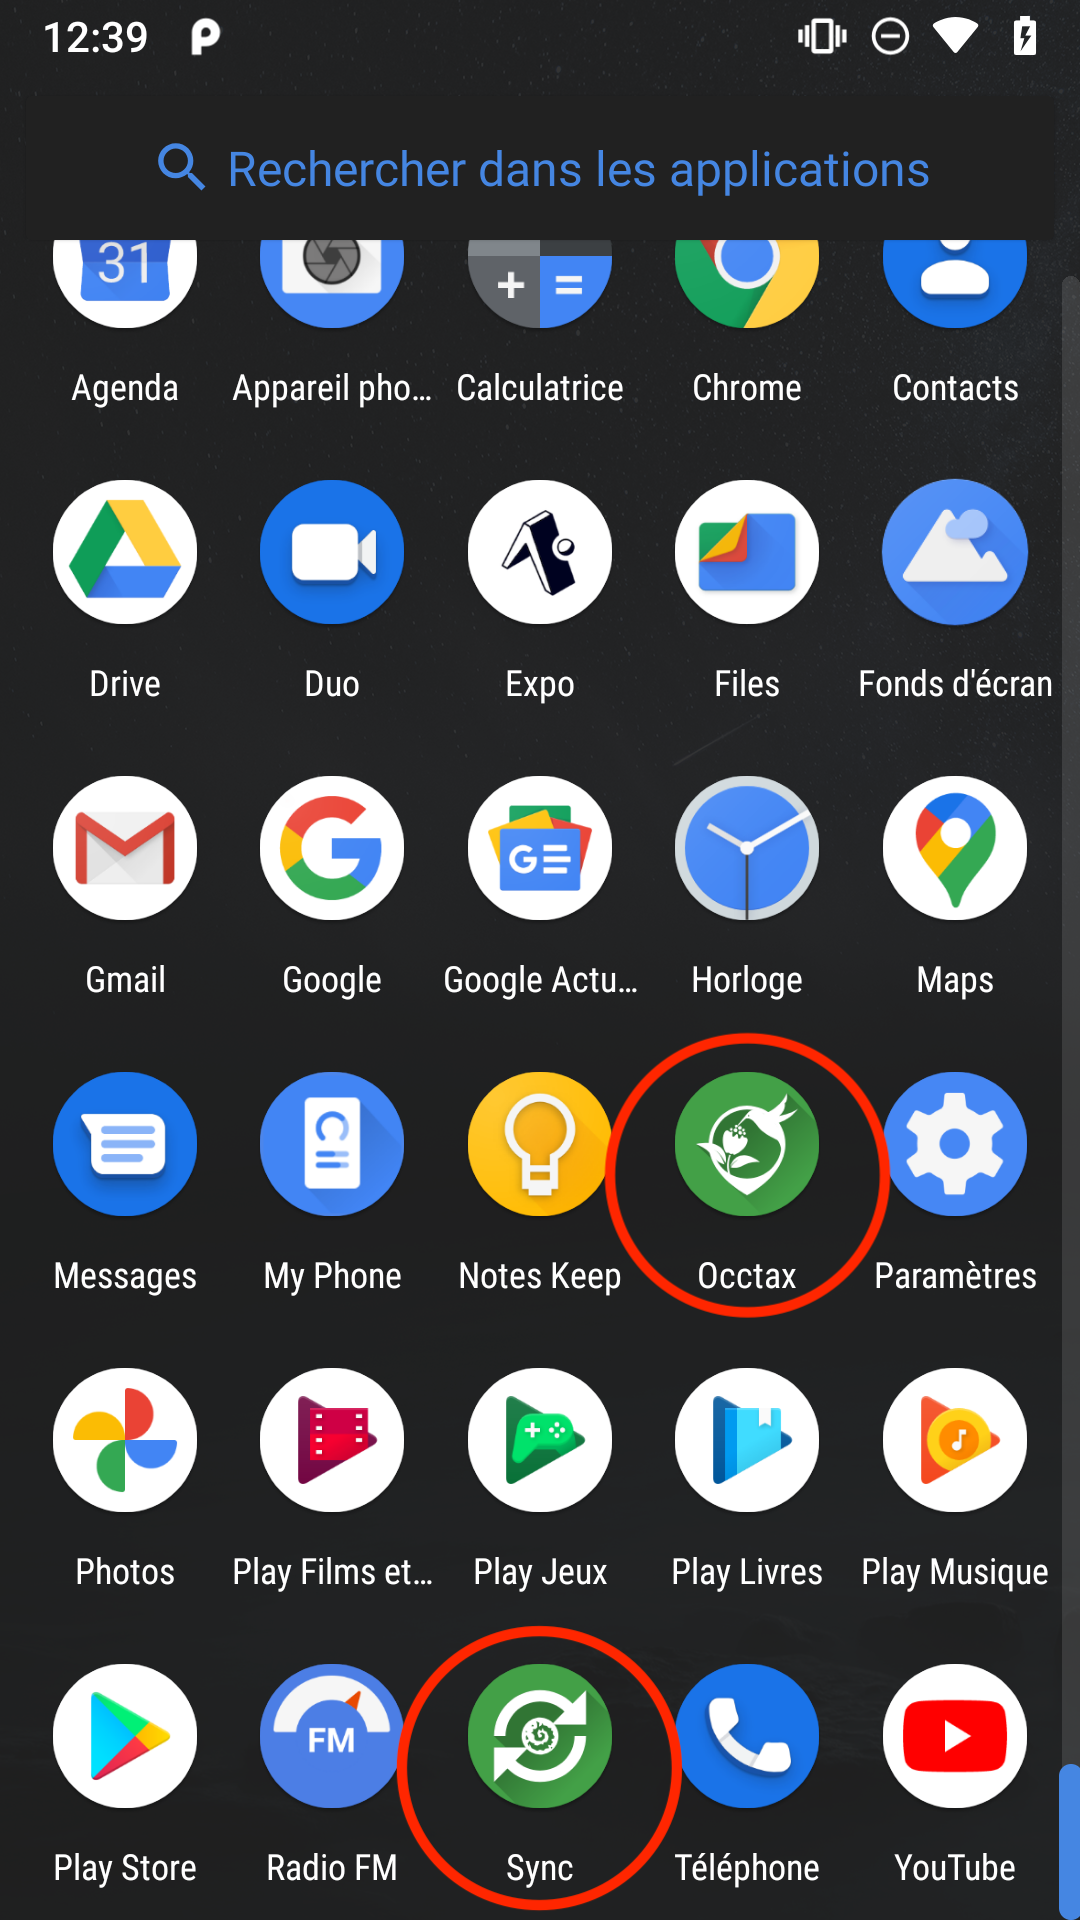 12:39
Rechercher dans les applications
31
+ =
Agenda Appareil pho... Calculatrice Chrome Contacts
Drive Duo Expo Files Fonds d'écran
GE
Gmail Google Google Actu... Horloge Maps
Messages My Phone Notes Keep Occtax Paramètres
Photos Play Films et... Play Jeux Play Livres Play Musique
FM
Play Store Radio FM Sync Téléphone YouTube